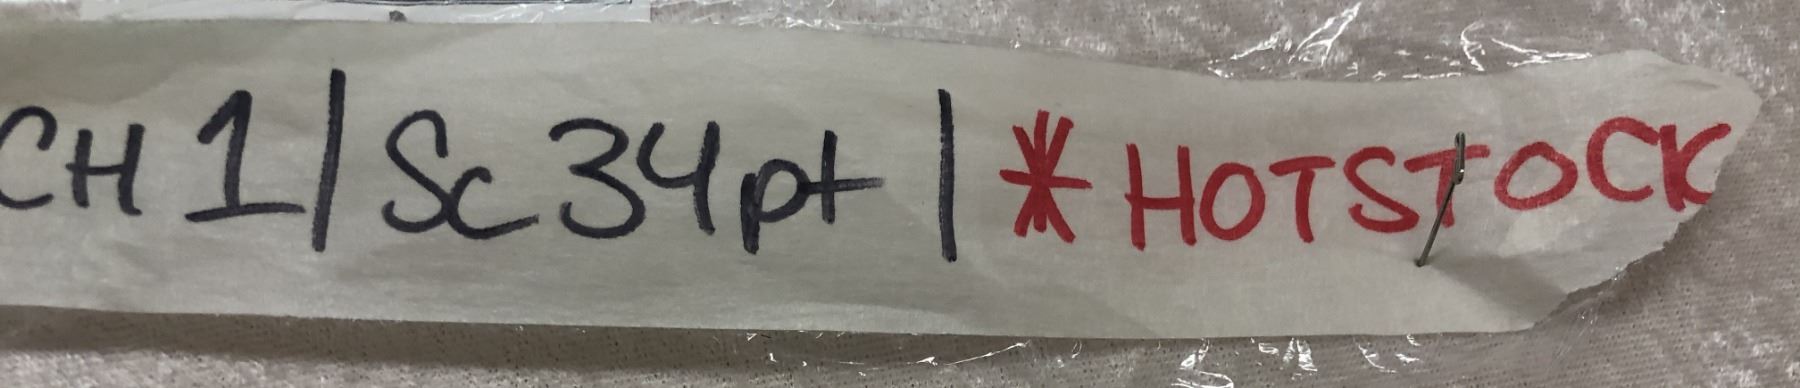 CH 1 | Sc 34pt | * HOTSTOCK